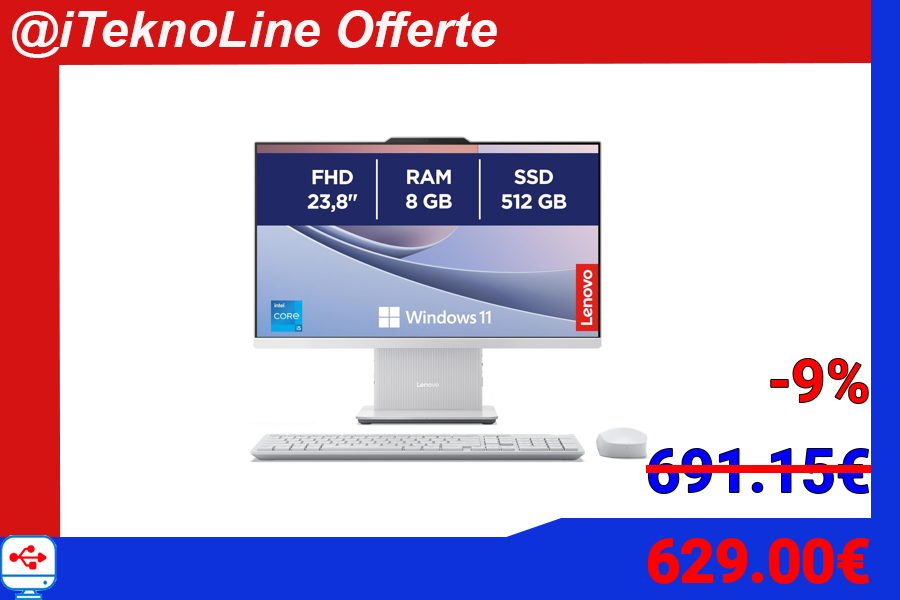 @iTeknoLine Offerte
FHD
23,8"
RAM
8 GB
SSD
512 GB
Lenovo
intel
CORE
i5
Windows 11
Lenovo
-9%
691.15€
629.00€